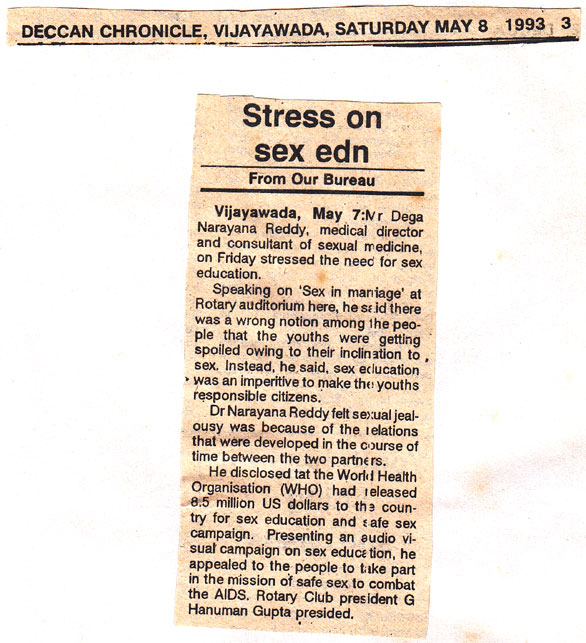 DECCAN CHRONICLE, VIJAYAWADA, SATURDAY MAY 8 1993 3
Stress on
sex edn
From Our Bureau
Vijayawada, May 7:Mr Dega
Narayana Reddy, medical director
and consultant of sexual medicine,
on Friday stressed the need for sex
education.
Speaking on 'Sex in marriage' at
Rotary auditorium here, he said there
was a wrong notion among the peo-
ple that the youths were getting
spoiled owing to their inclination to
sex. Instead, he said, sex education
was an imperitive to make the youths
responsible citizens.
Dr Narayana Reddy felt sexual jeal-
ousy was because of the relations
that were developed in the course of
time between the two partners.
He disclosed tat the World Health
Organisation (WHO) had released
8.5 million US dollars to the coun-
try for sex education and safe sex
campaign. Presenting an audio vi-
sual campaign on sex education, he
appealed to the people to take part
in the mission of safe sex to combat
the AIDS. Rotary Club president G
Hanuman Gupta presided.